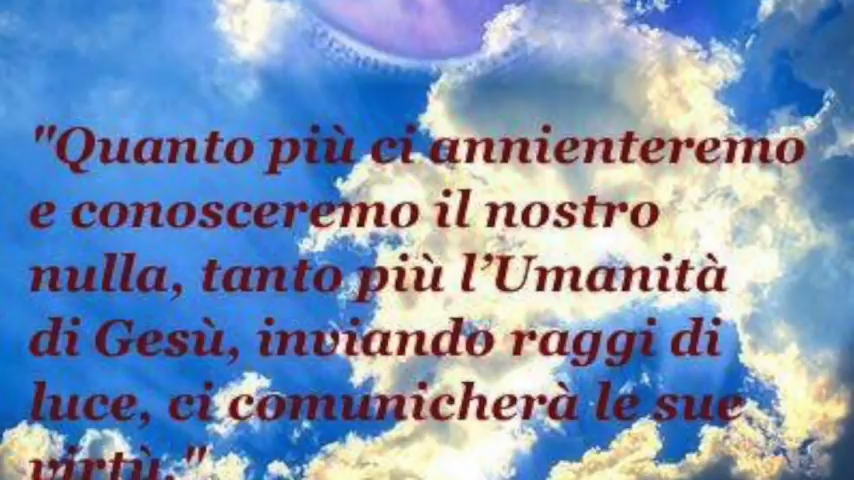 "Quanto più ci annienteremo
e conosceremo il nostro
nulla, tanto più l’Umanità
di Gesù, inviando raggi di
luce, ci comunicherà le sue
virtù."